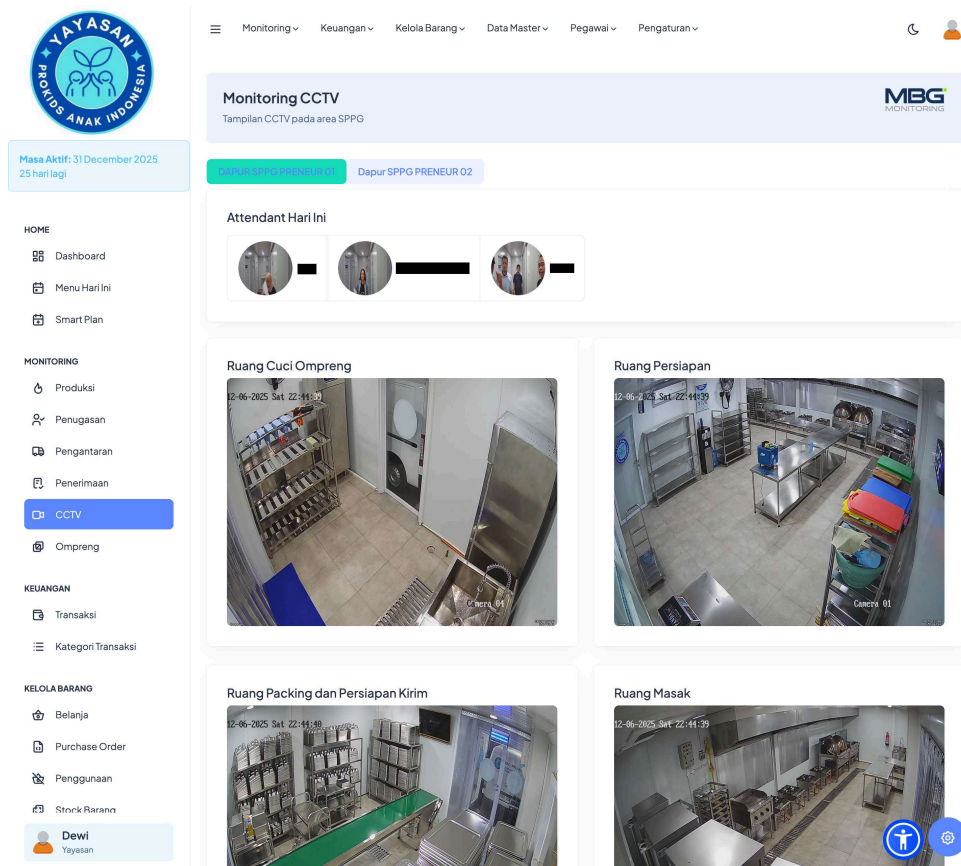 YAYASAN
PROKIDS ANAK INDONESIA
Masa Aktif: 31 December 2025
25 hari lagi
HOME
Dashboard
Menu Hari Ini
Smart Plan
MONITORING
Produksi
Penugasan
Pengantaran
Penerimaan
CCTV
Ompreng
KEUANGAN
Transaksi
Kategori Transaksi
KELOLA BARANG
Belanja
Purchase Order
Penggunaan
Stock Barang
Dewi
Yayasan
Monitoring Keuangan Kelola Barang Data Master Pegawai Pengaturan
Monitoring CCTV
Tampilan CCTV pada area SPPG
MBG
MONITORING
DAPUR SPPG PRENEUR 01 Dapur SPPG PRENEUR 02
Attendant Hari Ini
Ruang Cuci Ompreng
12-06-2025 Sat 22:44:39
Camera 04
Ruang Persiapan
12-06-2025 Sat 22:44:39
Camera 01
Ruang Packing dan Persiapan Kirim
12-06-2025 Sat 22:44:40
Ruang Masak
12-06-2025 Sat 22:44:39